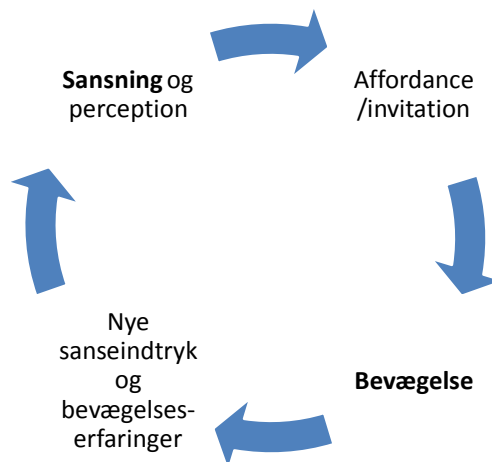 Sansning og
perception
Affordance
/invitation
Bevægelse
Nye
sanseindtryk
og
bevægelses-
erfaringer